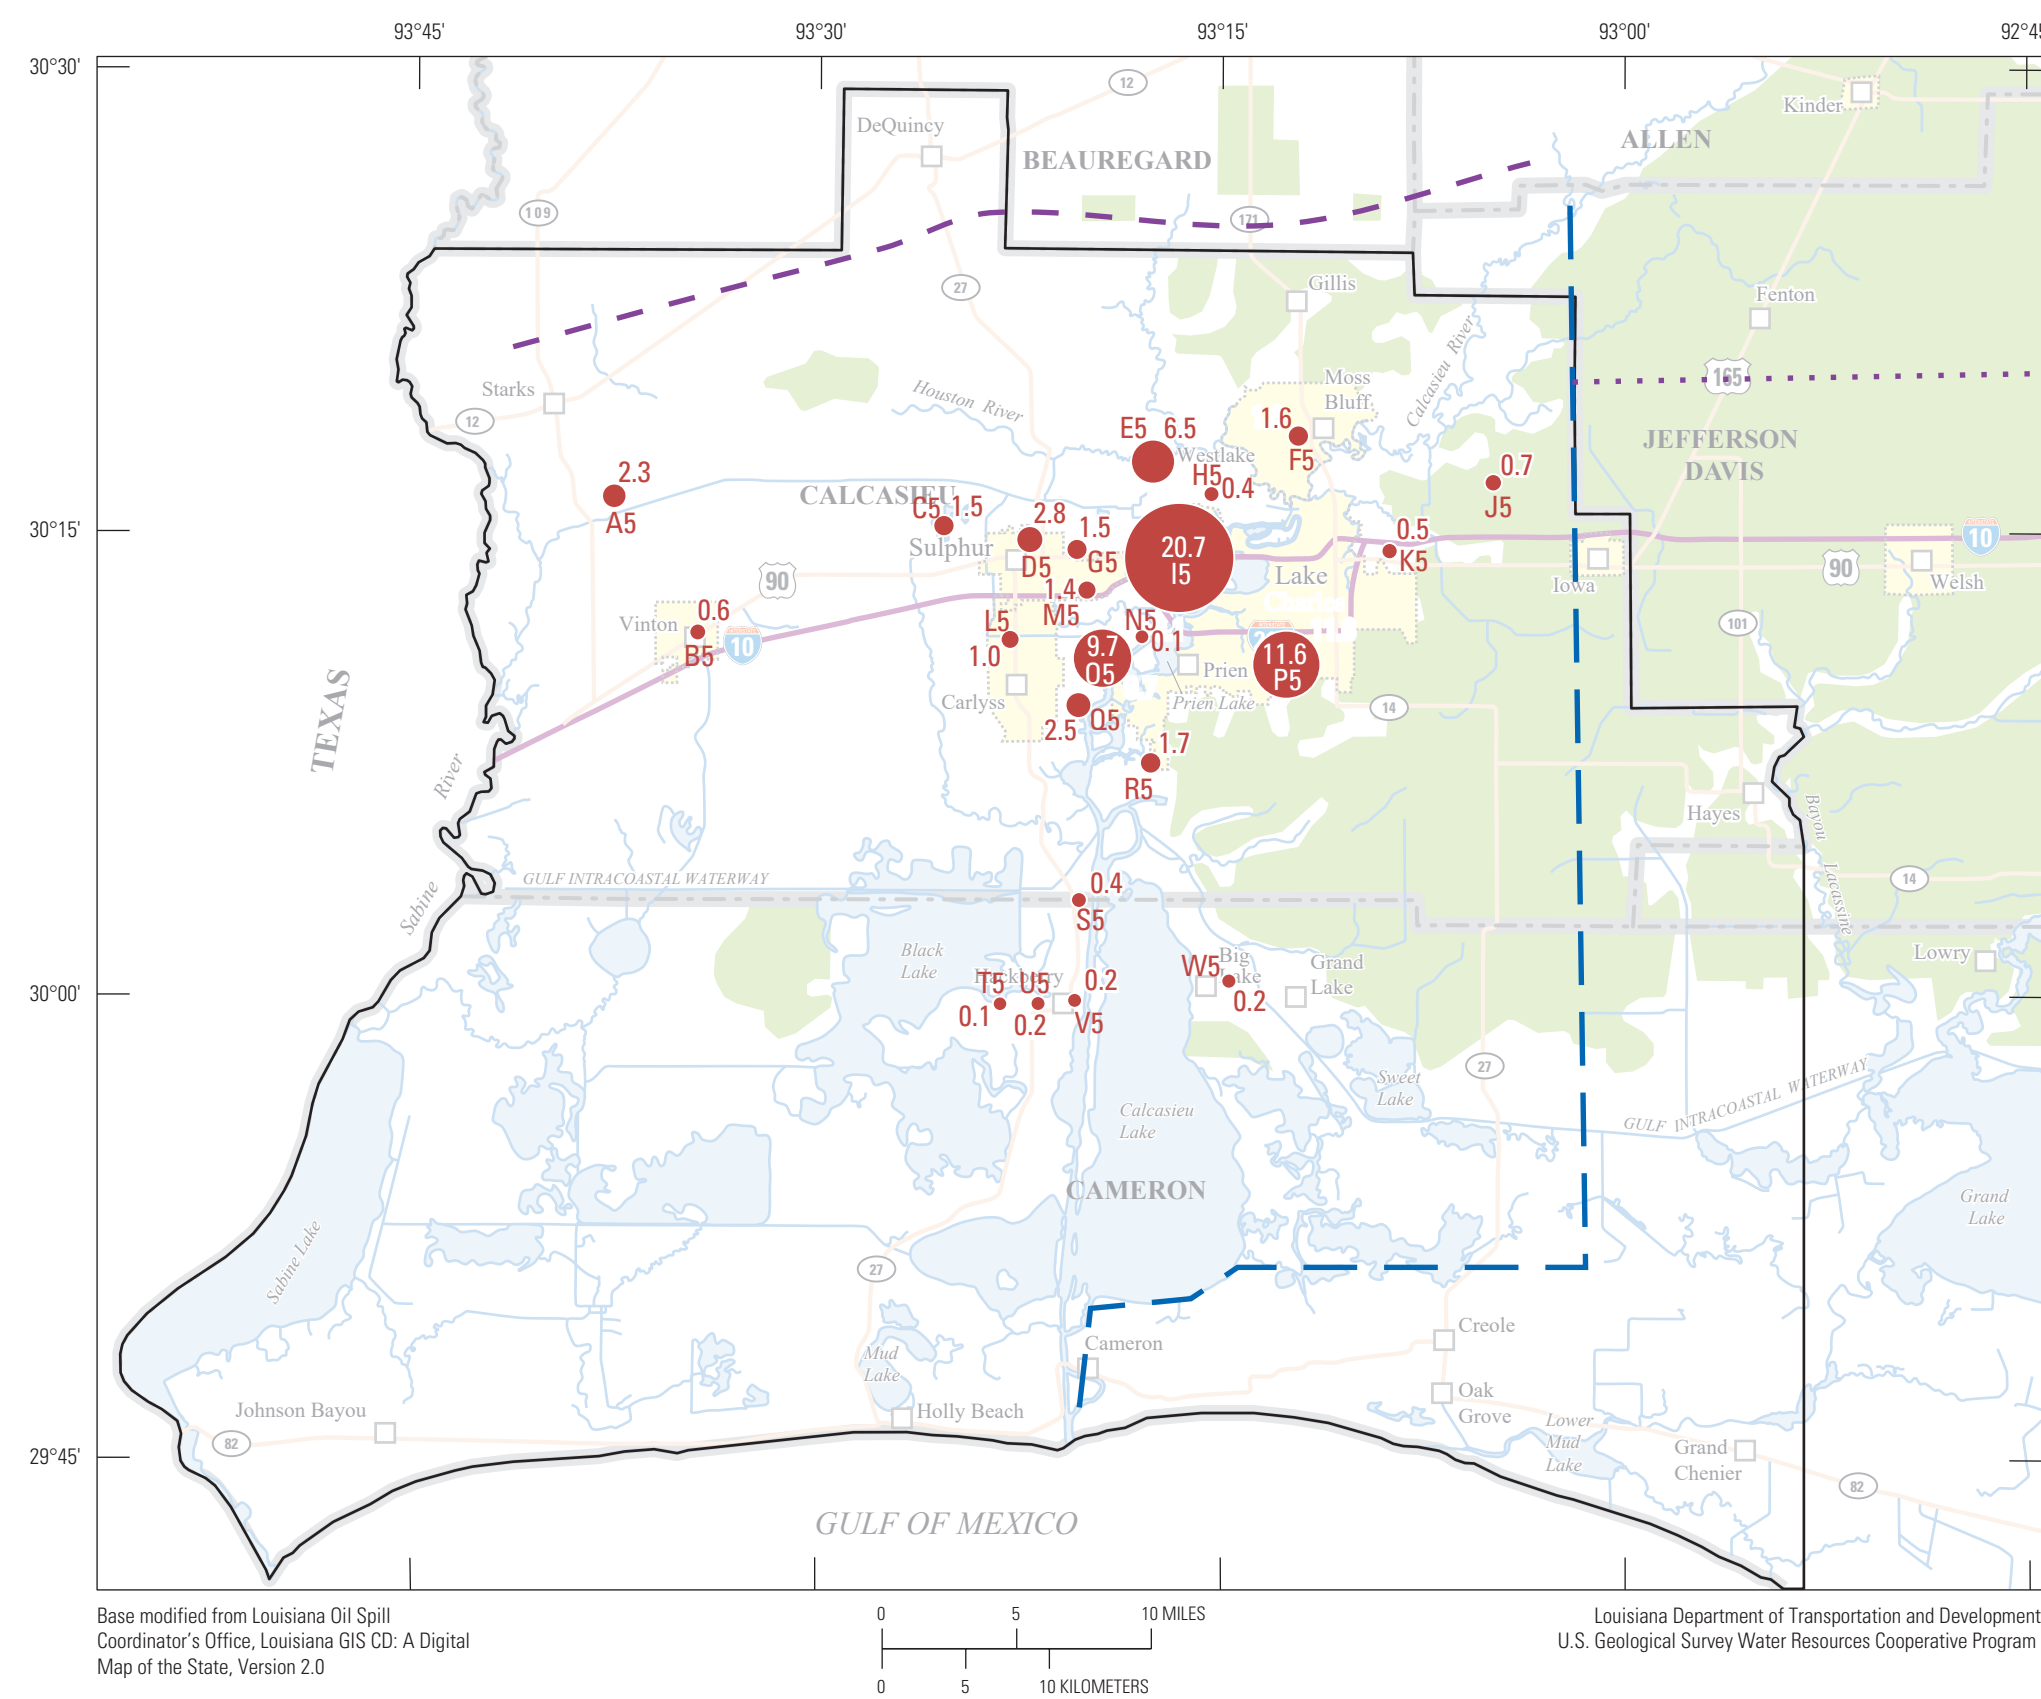 93°45'
93°30'
93°15'
93°00'
92°45
30°30'
12
Kinder
DeQuincy
ALLEN
BEAUREGARD
109
171
27
Gillis
Fenton
Calcasieu River
165
Moss
Bluff
Starks
Houston River
12
1.6
E5 6.5
F5
JEFFERSON
DAVIS
Westlake
2.3
A5
H5
0.4
0.7
J5
CALCASIEU
C5
1.5
2.8
1.5
30°15'
Sulphur
D5
G5
20.7
I5
0.5
K5
10
Lake
Charles
90
90
Iowa
Welsh
1.4
M5
0.6
Vinton
B5
10
L5
1.0
N5
0.1
101
9.7
O5
11.6
P5
Prien
Prien Lake
Carlyss
14
2.5
Q5
1.7
R5
TEXAS
Sabine River
Hayes
Bayou Lacassine
GULF INTRACOASTAL WATERWAY
0.4
S5
14
Black
Lake
Big
Lake
W5
0.2
Grand
Lake
Lowry
Hackberry
T5
U5
0.2
30°00'
0.1
0.2
V5
27
Sweet
Lake
GULF INTRACOASTAL WATERWAY
Calcasieu
Lake
CAMERON
Grand
Lake
Sabine Lake
27
Creole
Cameron
Mud
Lake
Oak
Grove
Johnson Bayou
Holly Beach
82
Lower
Mud
Lake
Grand
Chenier
29°45'
82
GULF OF MEXICO
Base modified from Louisiana Oil Spill
Coordinator's Office, Louisiana GIS CD: A Digital
Map of the State, Version 2.0
0 5 10 MILES
0 5 10 KILOMETERS
Louisiana Department of Transportation and Development
U.S. Geological Survey Water Resources Cooperative Program